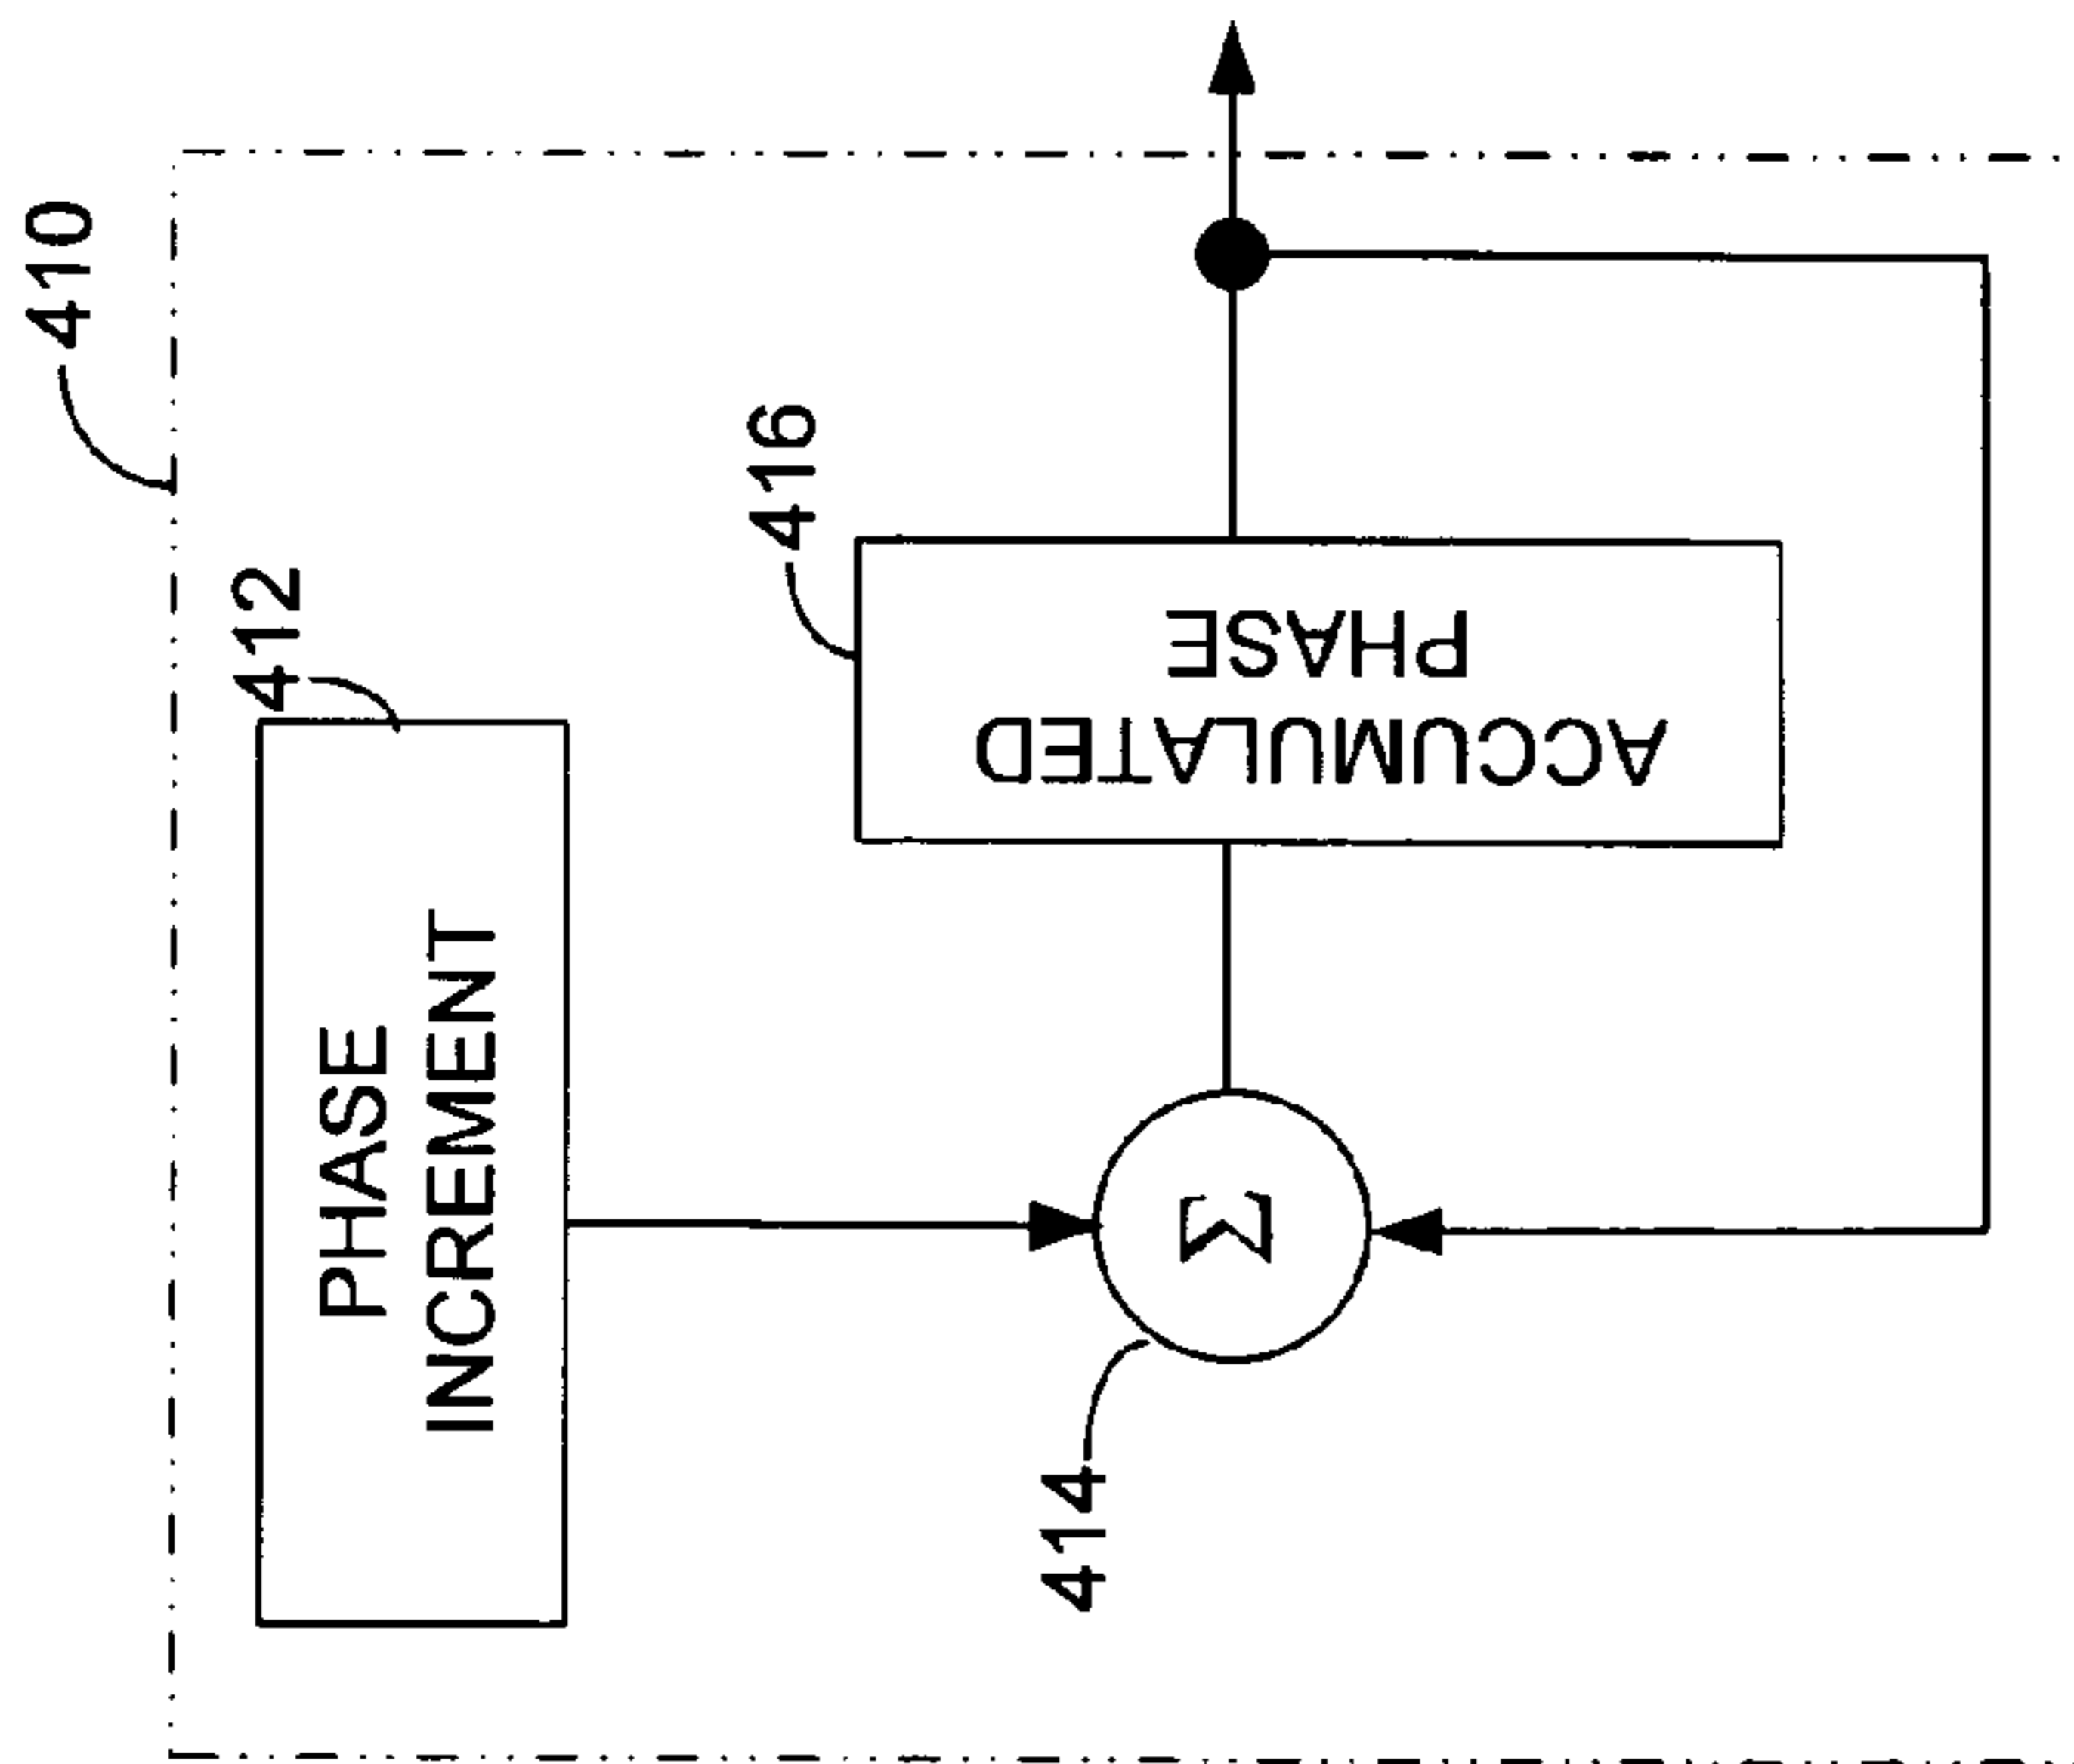 410
412
PHASE
INCREMENT
416
ACCUMULATED
PHASE
Σ
414